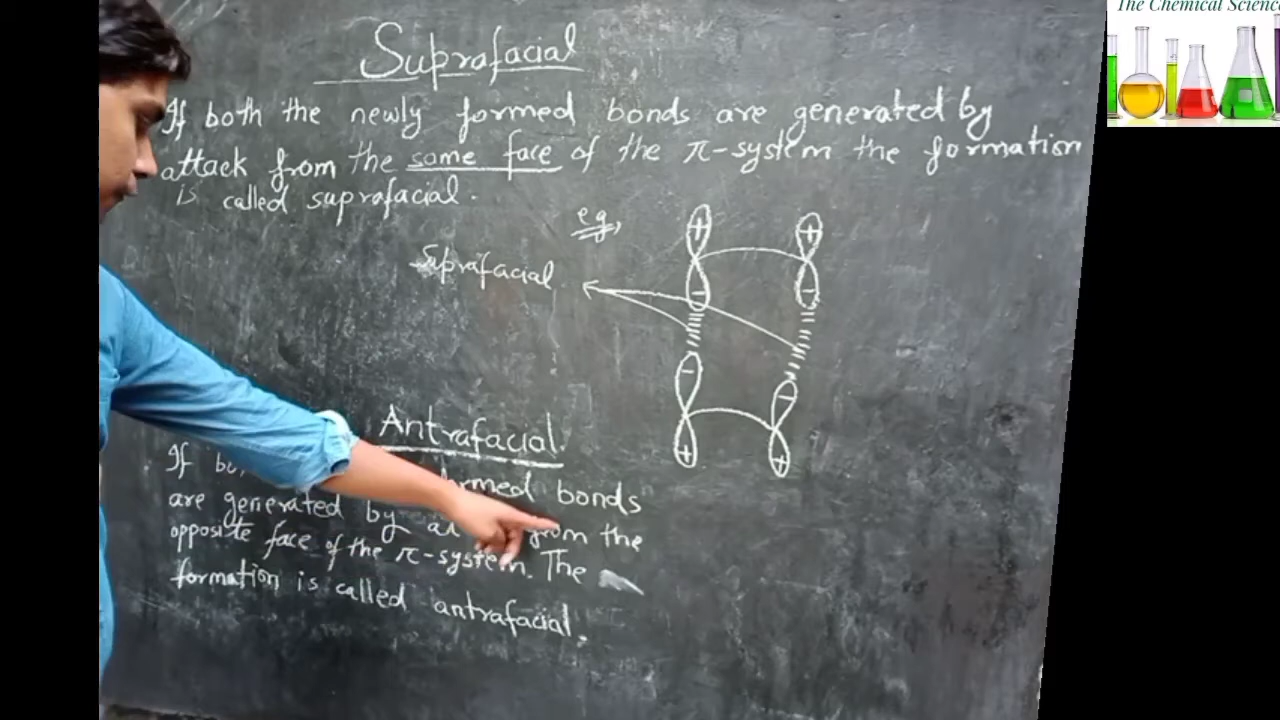 The Chemical Science
Suprafacial
If both the newly formed bonds are generated by
attack from the same face of the π-system the formation
is called suprafacial.
eg,
Suprafacial
+ +
- -
- -
+ +
Antrafacial.
If bonds
are generated by from the
opposite face of the π-system. The
formation is called antrafacial.